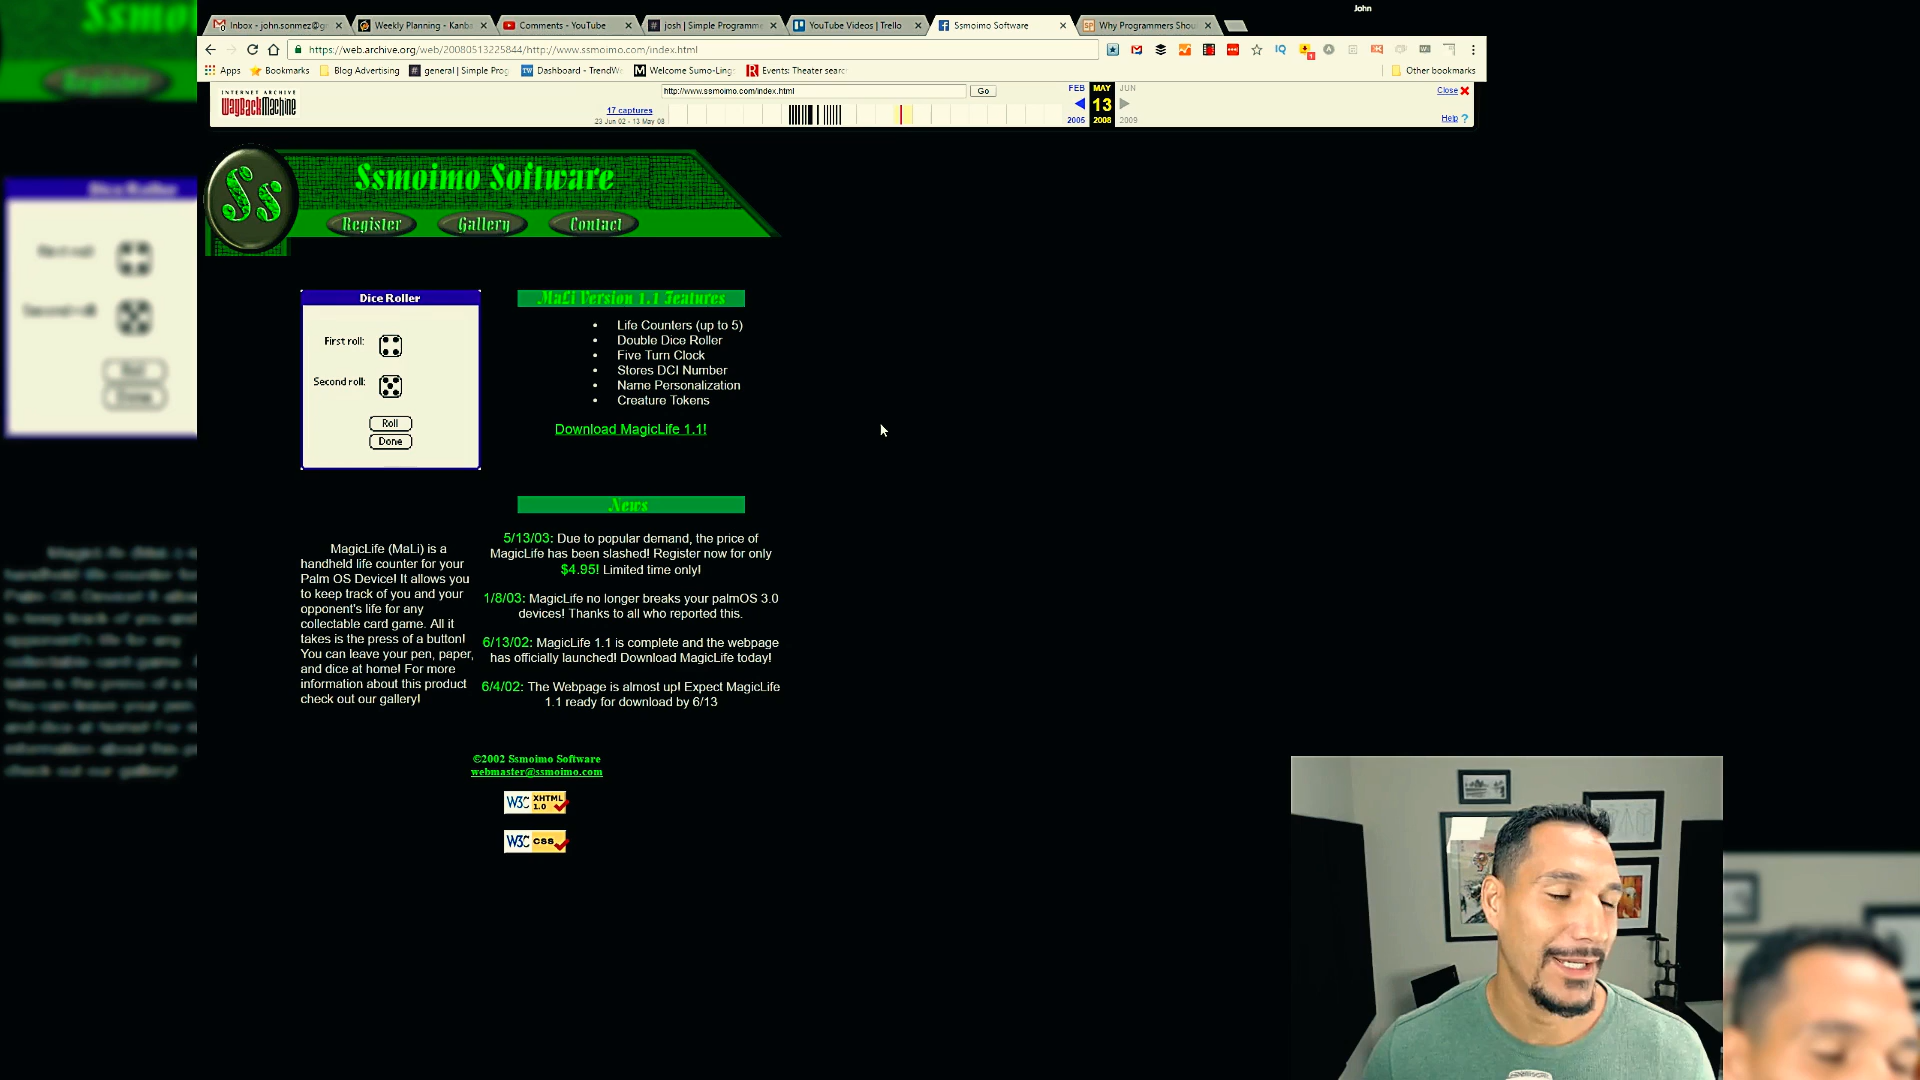 John
Inbox - john.sonmez@g
Weekly Planning - Kanb
Comments - YouTube
josh | Simple Programm
YouTube Videos | Trello
Ssmoimo Software
Why Programmers Shou
https://web.archive.org/web/20080513225844/http://www.ssmoimo.com/index.html
Apps
Bookmarks
Blog Advertising
general | Simple Prog
Dashboard - TrendW
Welcome Sumo-Ling
Events: Theater sear
Other bookmarks
INTERNET ARCHIVE
WayBackMachine
http://www.ssmoimo.com/index.html
Go
17 captures
23 Jun 02 - 13 May 08
FEB MAY JUN
13
2005 2008 2009
Close
Help ?
Ss
Ssmoimo Software
Register Gallery Contact
Dice Roller
First roll:
Second roll:
Roll
Done
MaLi Version 1.1 Features
• Life Counters (up to 5)
• Double Dice Roller
• Five Turn Clock
• Stores DCI Number
• Name Personalization
• Creature Tokens
Download MagicLife 1.1!
News
5/13/03: Due to popular demand, the price of
MagicLife has been slashed! Register now for only
$4.95! Limited time only!
1/8/03: MagicLife no longer breaks your palmOS 3.0
devices! Thanks to all who reported this.
6/13/02: MagicLife 1.1 is complete and the webpage
has officially launched! Download MagicLife today!
6/4/02: The Webpage is almost up! Expect MagicLife
1.1 ready for download by 6/13
MagicLife (MaLi) is a
handheld life counter for your
Palm OS Device! It allows you
to keep track of you and your
opponent's life for any
collectable card game. All it
takes is the press of a button!
You can leave your pen, paper,
and dice at home! For more
information about this product
check out our gallery!
©2002 Ssmoimo Software
webmaster@ssmoimo.com
W3C XHTML 1.0
W3C CSS